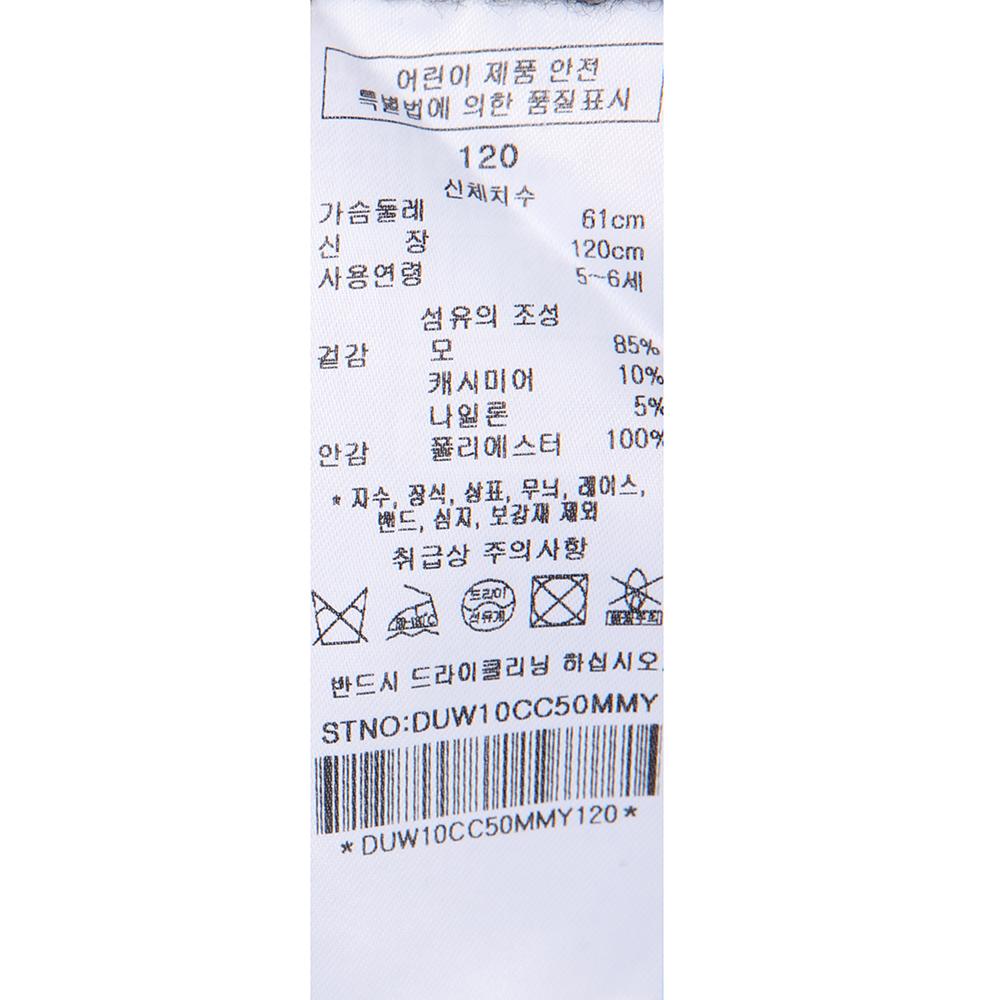 어린이 제품 안전
특별법에 의한 품질표시
120
신체치수
가슴둘레 61cm
신 장 120cm
사용연령 5~6세
섬유의 조성
겉감 모 85%
캐시미어 10%
나일론 5%
안감 폴리에스터 100%
* 자수, 장식, 상표, 무늬, 레이스,
밴드, 심지, 보강재 제외
취급상 주의사항
드라이
석유계
반드시 드라이클리닝 하십시오.
STNO:DUW10CC50MMY
*DUW10CC50MMY120*